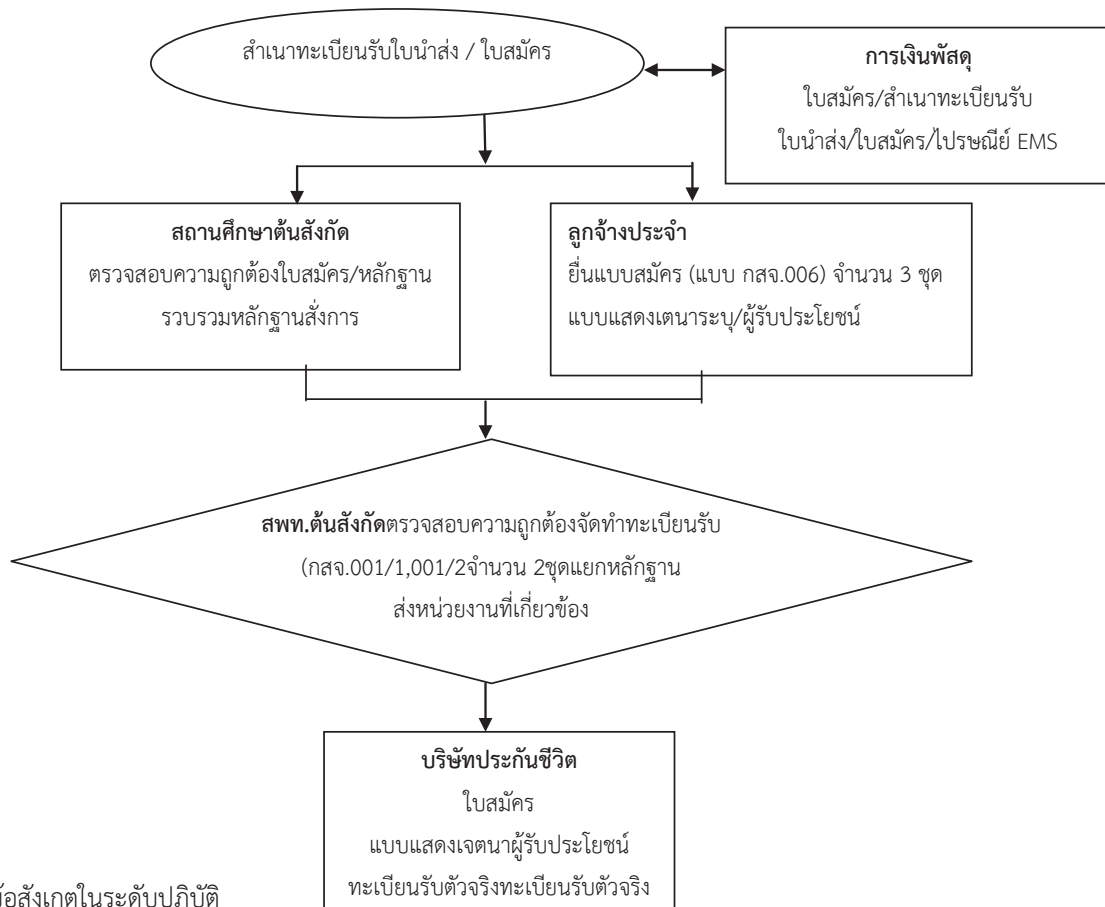 สำเนาทะเบียนรับใบนำส่ง / ใบสมัคร
การเงินพัสดุ
ใบสมัคร/สำเนาทะเบียนรับ
ใบนำส่ง/ใบสมัคร/ไปรษณีย์ EMS
สถานศึกษาต้นสังกัด
ตรวจสอบความถูกต้องใบสมัคร/หลักฐาน
รวบรวมหลักฐานสั่งการ
ลูกจ้างประจำ
ยื่นแบบสมัคร (แบบ กสจ.006) จำนวน 3 ชุด
แบบแสดงเตนาระบุ/ผู้รับประโยชน์
สพท.ต้นสังกัดตรวจสอบความถูกต้องจัดทำทะเบียนรับ
(กสจ.001/1,001/2จำนวน 2ชุดแยกหลักฐาน
ส่งหน่วยงานที่เกี่ยวข้อง
บริษัทประกันชีวิต
ใบสมัคร
แบบแสดงเจตนาผู้รับประโยชน์
ทะเบียนรับตัวจริงทะเบียนรับตัวจริง
ข้อสังเกตในระดับปฏิบัติ